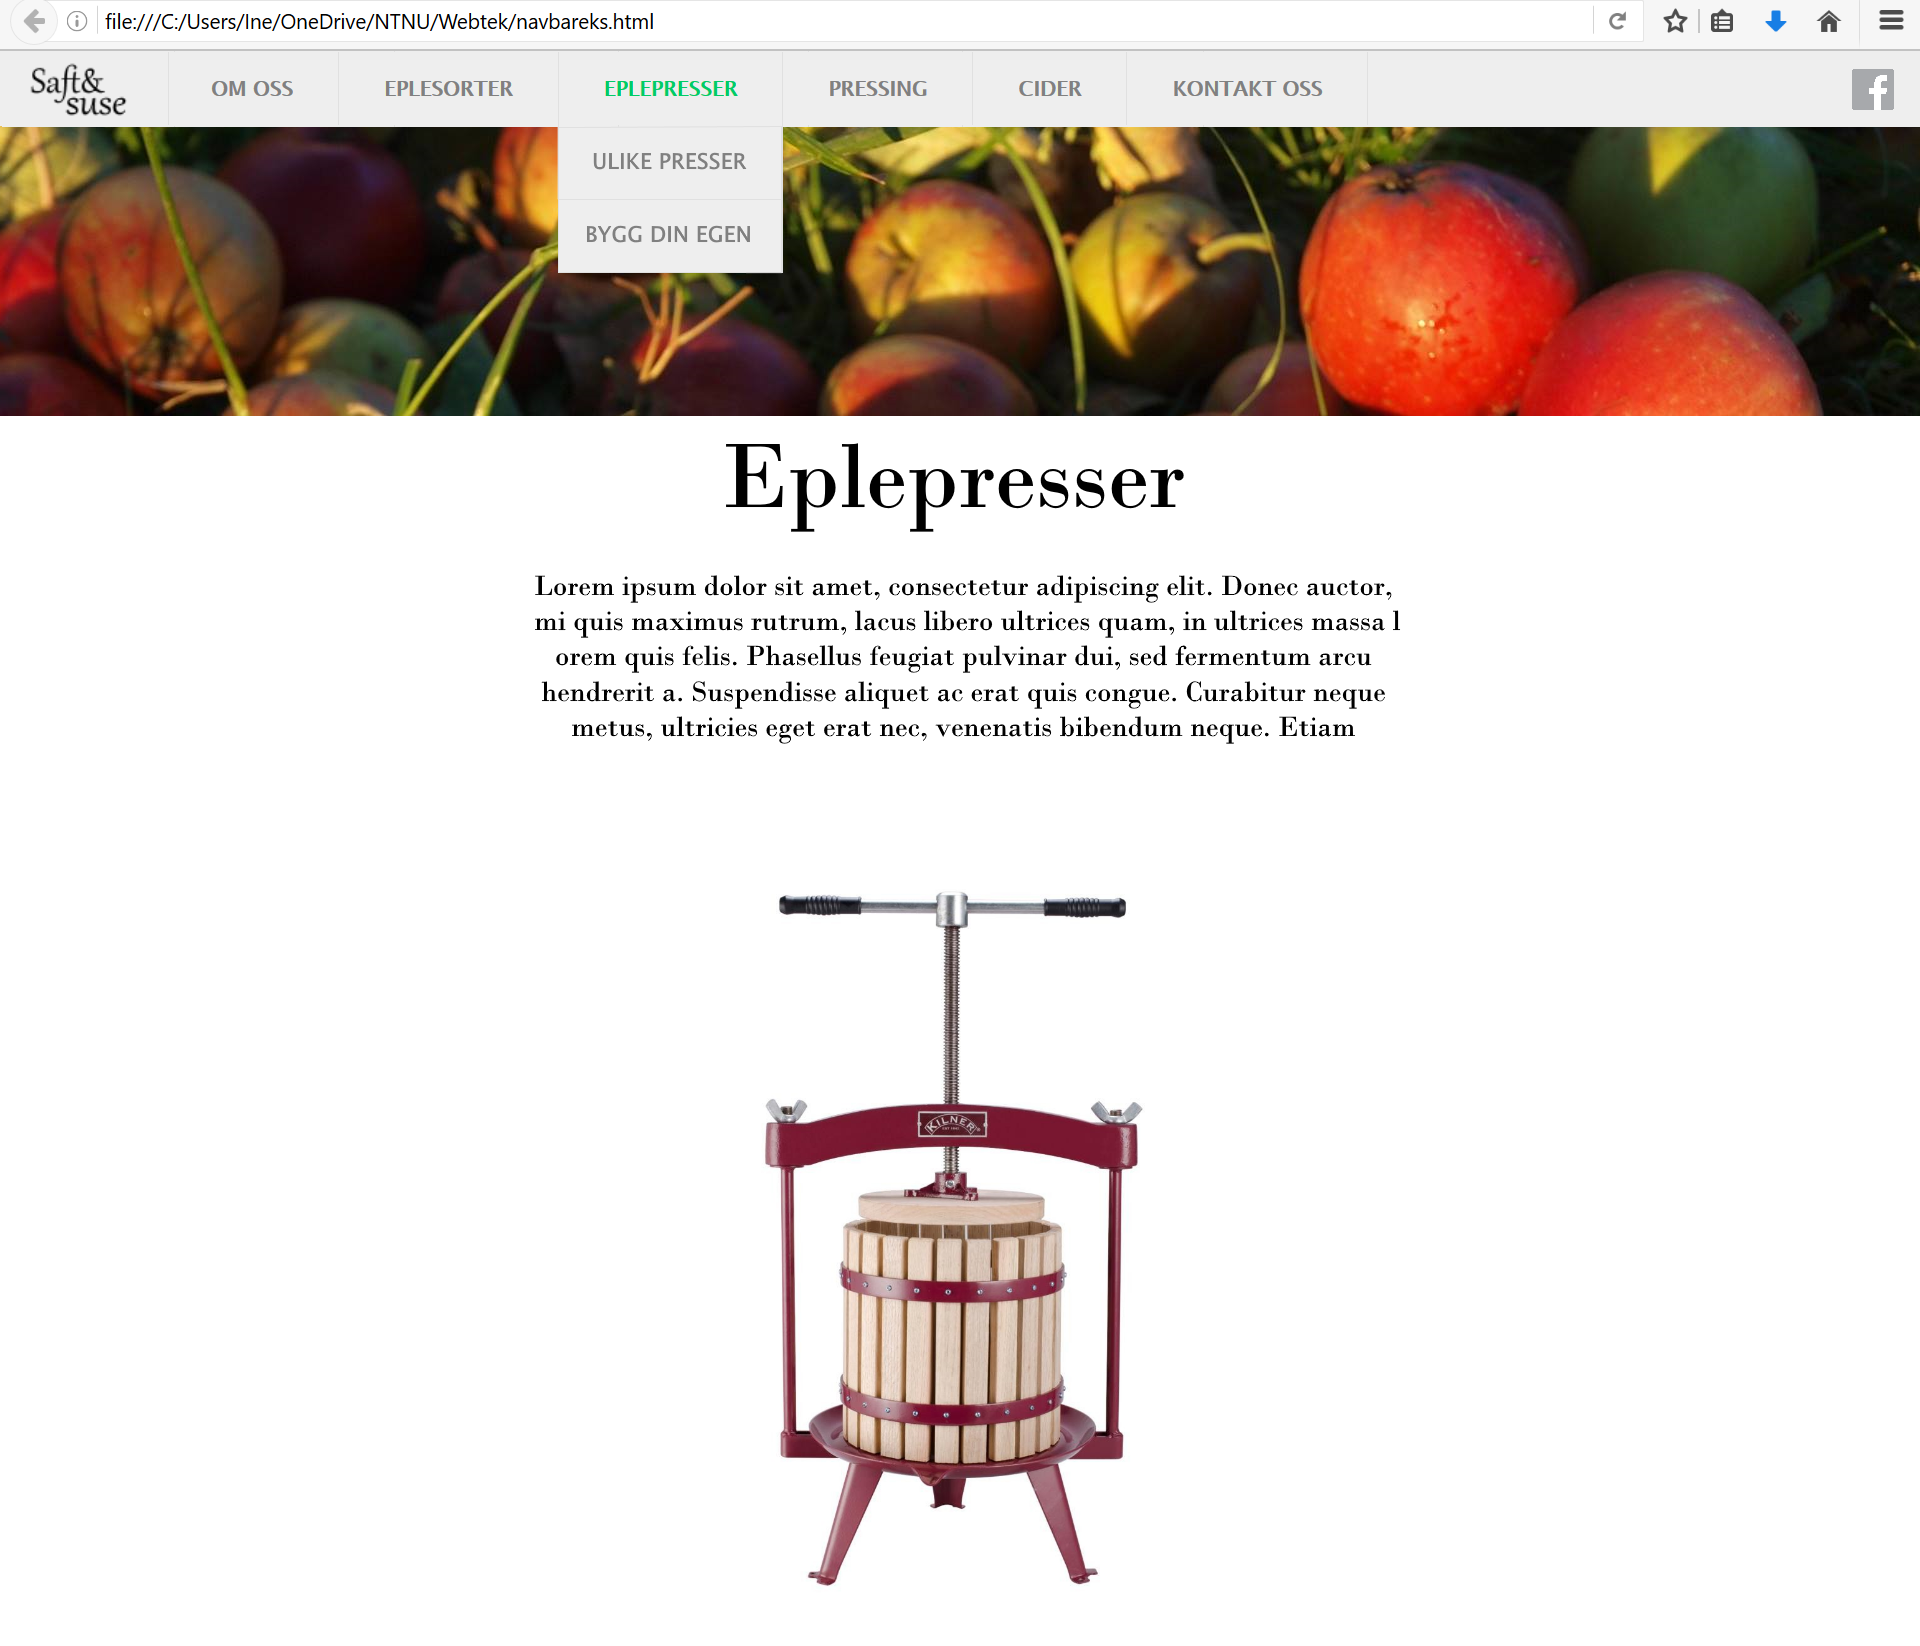 file:///C:/Users/Ine/OneDrive/NTNU/Webtek/navbareks.html
Saft&
suse
OM OSS
EPLESORTER
EPLEPRESSER
PRESSING
CIDER
KONTAKT OSS
f
ULIKE PRESSER
BYGG DIN EGEN
Eplepresser
Lorem ipsum dolor sit amet, consectetur adipiscing elit. Donec auctor,
mi quis maximus rutrum, lacus libero ultrices quam, in ultrices massa l
orem quis felis. Phasellus feugiat pulvinar dui, sed fermentum arcu
hendrerit a. Suspendisse aliquet ac erat quis congue. Curabitur neque
metus, ultricies eget erat nec, venenatis bibendum neque. Etiam
KILNER